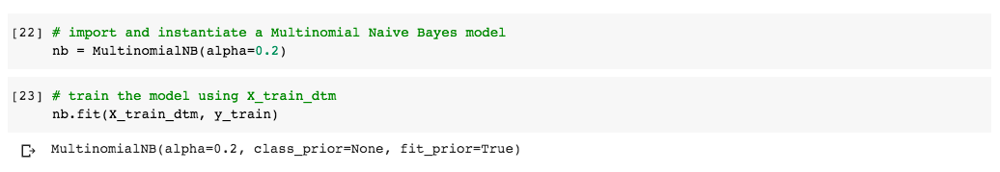 [22] # import and instantiate a Multinomial Naive Bayes model
nb = MultinomialNB(alpha=0.2)
[23] # train the model using X_train_dtm
nb.fit(X_train_dtm, y_train)
MultinomialNB(alpha=0.2, class_prior=None, fit_prior=True)